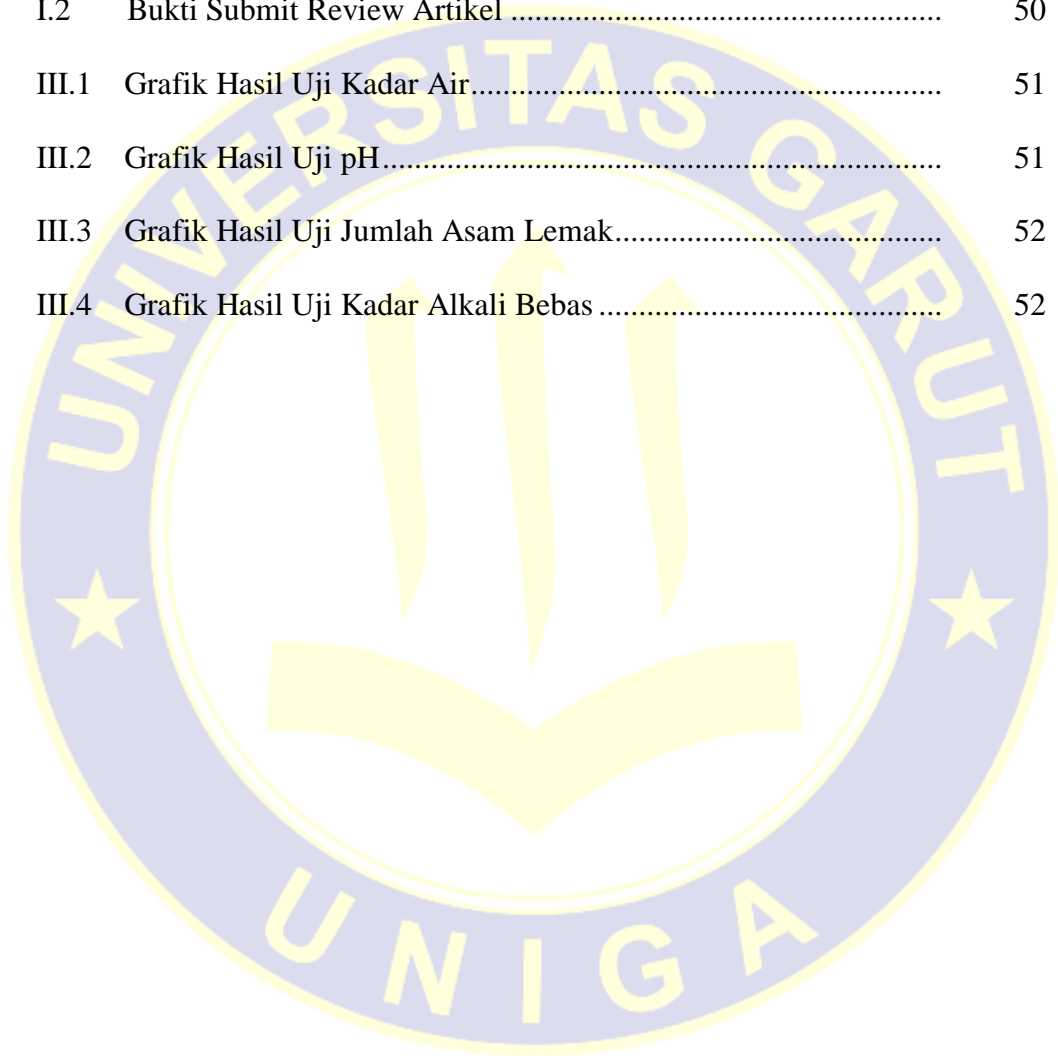 I.2 Bukti Submit Review Artikel ................................................... 50
III.1 Grafik Hasil Uji Kadar Air......................................................... 51
III.2 Grafik Hasil Uji pH.................................................................... 51
III.3 Grafik Hasil Uji Jumlah Asam Lemak........................................ 52
III.4 Grafik Hasil Uji Kadar Alkali Bebas .......................................... 52
UNIVERSITAS GARUT
UNIGA